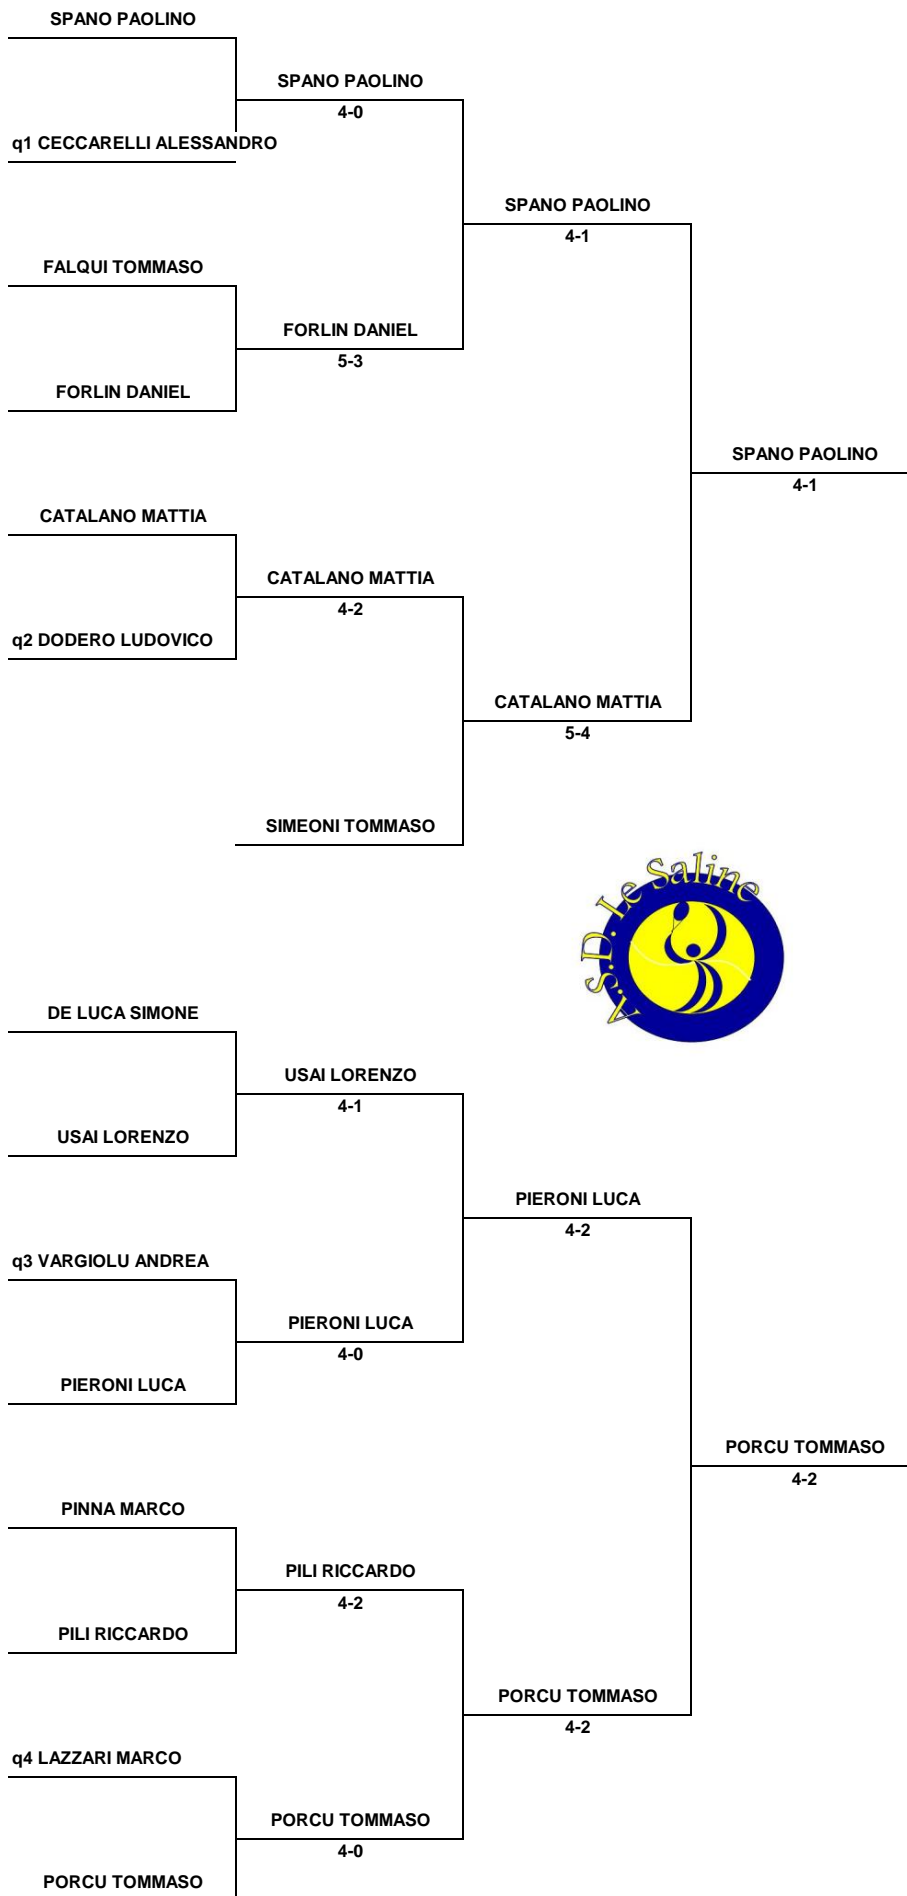 SPANO PAOLINO
SPANO PAOLINO
4-0
q1 CECCARELLI ALESSANDRO
SPANO PAOLINO
4-1
FALQUI TOMMASO
FORLIN DANIEL
5-3
FORLIN DANIEL
SPANO PAOLINO
4-1
CATALANO MATTIA
CATALANO MATTIA
4-2
q2 DODERO LUDOVICO
CATALANO MATTIA
5-4
SIMEONI TOMMASO
A.S.D. Le Saline
DE LUCA SIMONE
USAI LORENZO
4-1
USAI LORENZO
PIERONI LUCA
4-2
q3 VARGIOLU ANDREA
PIERONI LUCA
4-0
PIERONI LUCA
PORCU TOMMASO
4-2
PINNA MARCO
PILI RICCARDO
4-2
PILI RICCARDO
PORCU TOMMASO
4-2
q4 LAZZARI MARCO
PORCU TOMMASO
4-0
PORCU TOMMASO